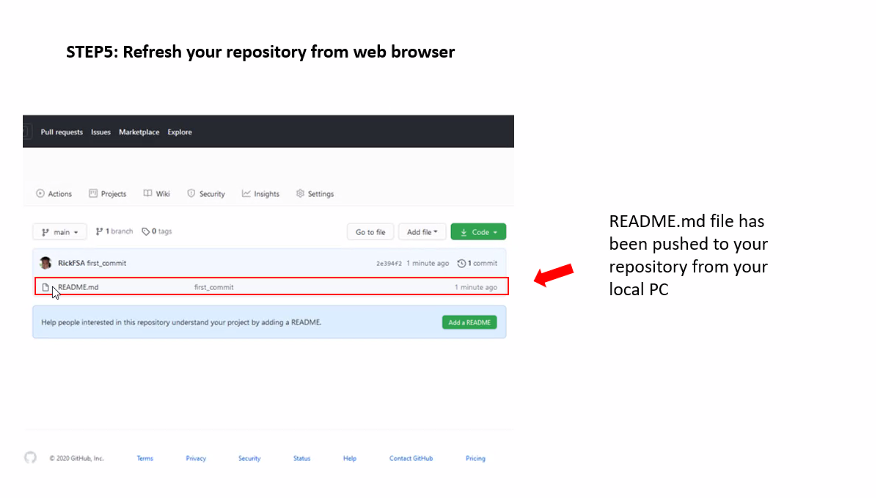 STEP5: Refresh your repository from web browser
Pull requests Issues Marketplace Explore
Actions Projects Wiki Security Insights Settings
main 1 branch 0 tags Go to file Add file Code
RickFSA first_commit 2e394f2 1 minute ago 1 commit
README.md first_commit 1 minute ago
Help people interested in this repository understand your project by adding a README. Add a README
README.md file has
been pushed to your
repository from your
local PC
© 2020 GitHub, Inc. Terms Privacy Security Status Help Contact GitHub Pricing